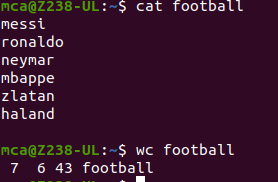 mca@Z238-UL:~$ cat football
messi
ronaldo
neymar
mbappe
zlatan
haland
mca@Z238-UL:~$ wc football
7 6 43 football